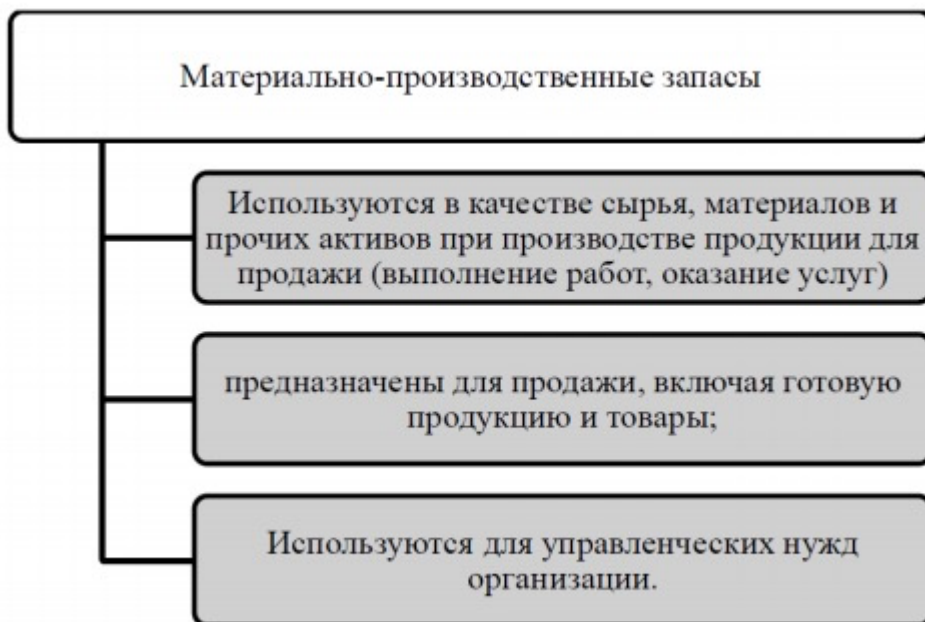 Материально-производственные запасы
Используются в качестве сырья, материалов и
прочих активов при производстве продукции для
продажи (выполнение работ, оказание услуг)
предназначены для продажи, включая готовую
продукцию и товары;
Используются для управленческих нужд
организации.